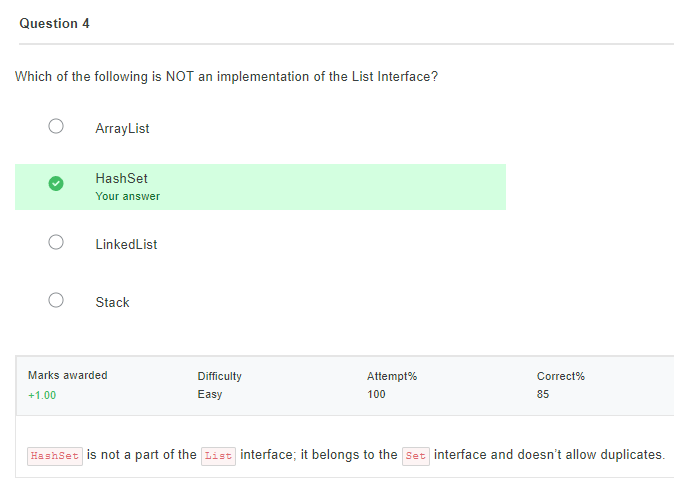 Question 4
Which of the following is NOT an implementation of the List Interface?
ArrayList
HashSet
Your answer
LinkedList
Stack
Marks awarded Difficulty Attempt% Correct%
+1.00 Easy 100 85
HashSet is not a part of the List interface; it belongs to the Set interface and doesn't allow duplicates.